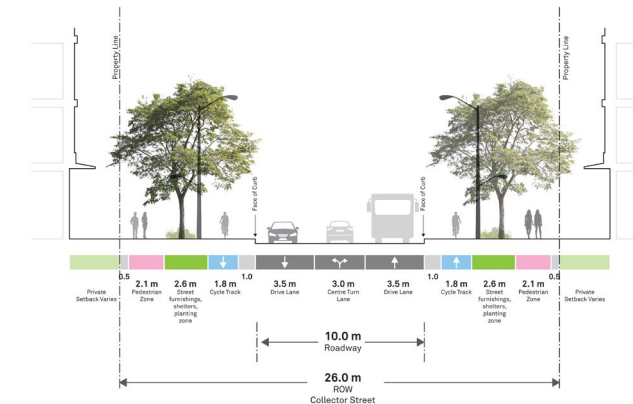 Property Line
Property Line
Face of Curb
Face of Curb
0.5
2.1 m
Pedestrian
Zone
2.6 m
Street
furnishings,
shelters,
planting
zone
1.8 m
Cycle Track
1.0
3.5 m
Drive Lane
3.0 m
Centre Turn
Lane
3.5 m
Drive Lane
1.0
1.8 m
Cycle Track
2.6 m
Street
furnishings,
shelters,
planting
zone
2.1 m
Pedestrian
Zone
0.5
Private
Setback Varies
Private
Setback Varies
10.0 m
Roadway
26.0 m
ROW
Collector Street